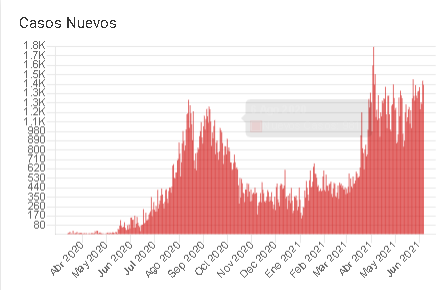 Casos Nuevos
1.8K
1.6K
1.5K
1.4K
1.3K
1.2K
1.1K
980
890
800
710
620
530
440
350
260
170
80
Abr 2020
May 2020
Jun 2020
Jul 2020
Ago 2020
Sep 2020
Oct 2020
Nov 2020
Dec 2020
Ene 2021
Feb 2021
Mar 2021
Abr 2021
May 2021
Jun 2021